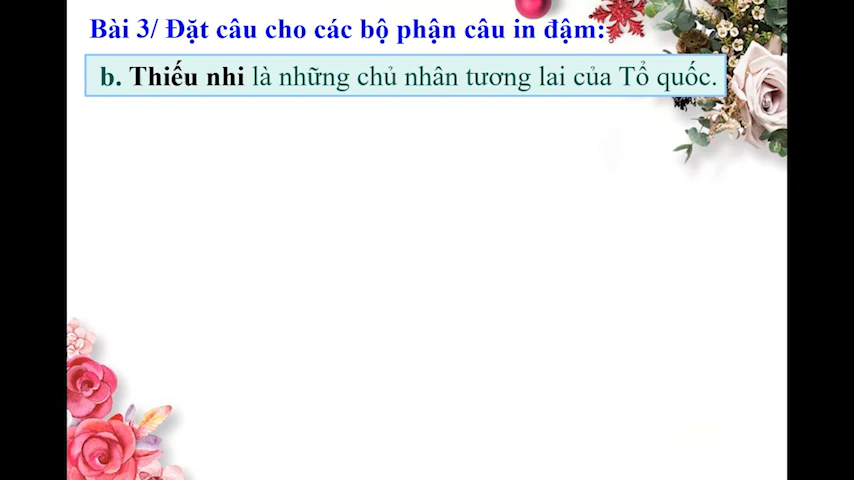 Bài 3/ Đặt câu cho các bộ phận câu in đậm:
b. Thiếu nhi là những chủ nhân tương lai của Tổ quốc.